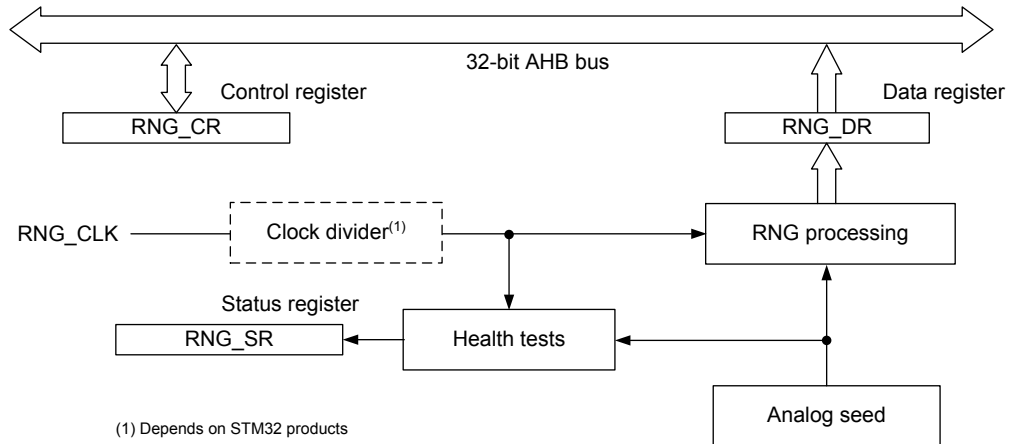 32-bit AHB bus
Control register
Data register
RNG_CR
RNG_DR
RNG_CLK
Clock divider(1)
RNG processing
Status register
RNG_SR
Health tests
Analog seed
(1) Depends on STM32 products